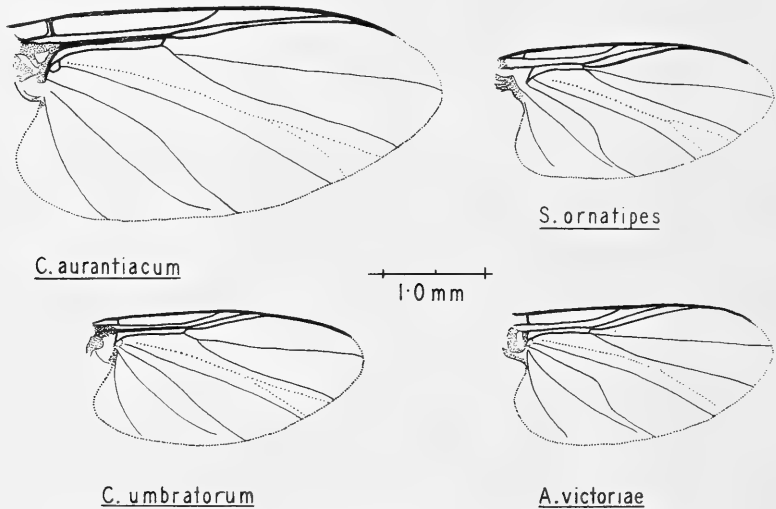 C. aurantiacum
S. ornatipes
1·0 mm
C. umbratorum
A. victoriae